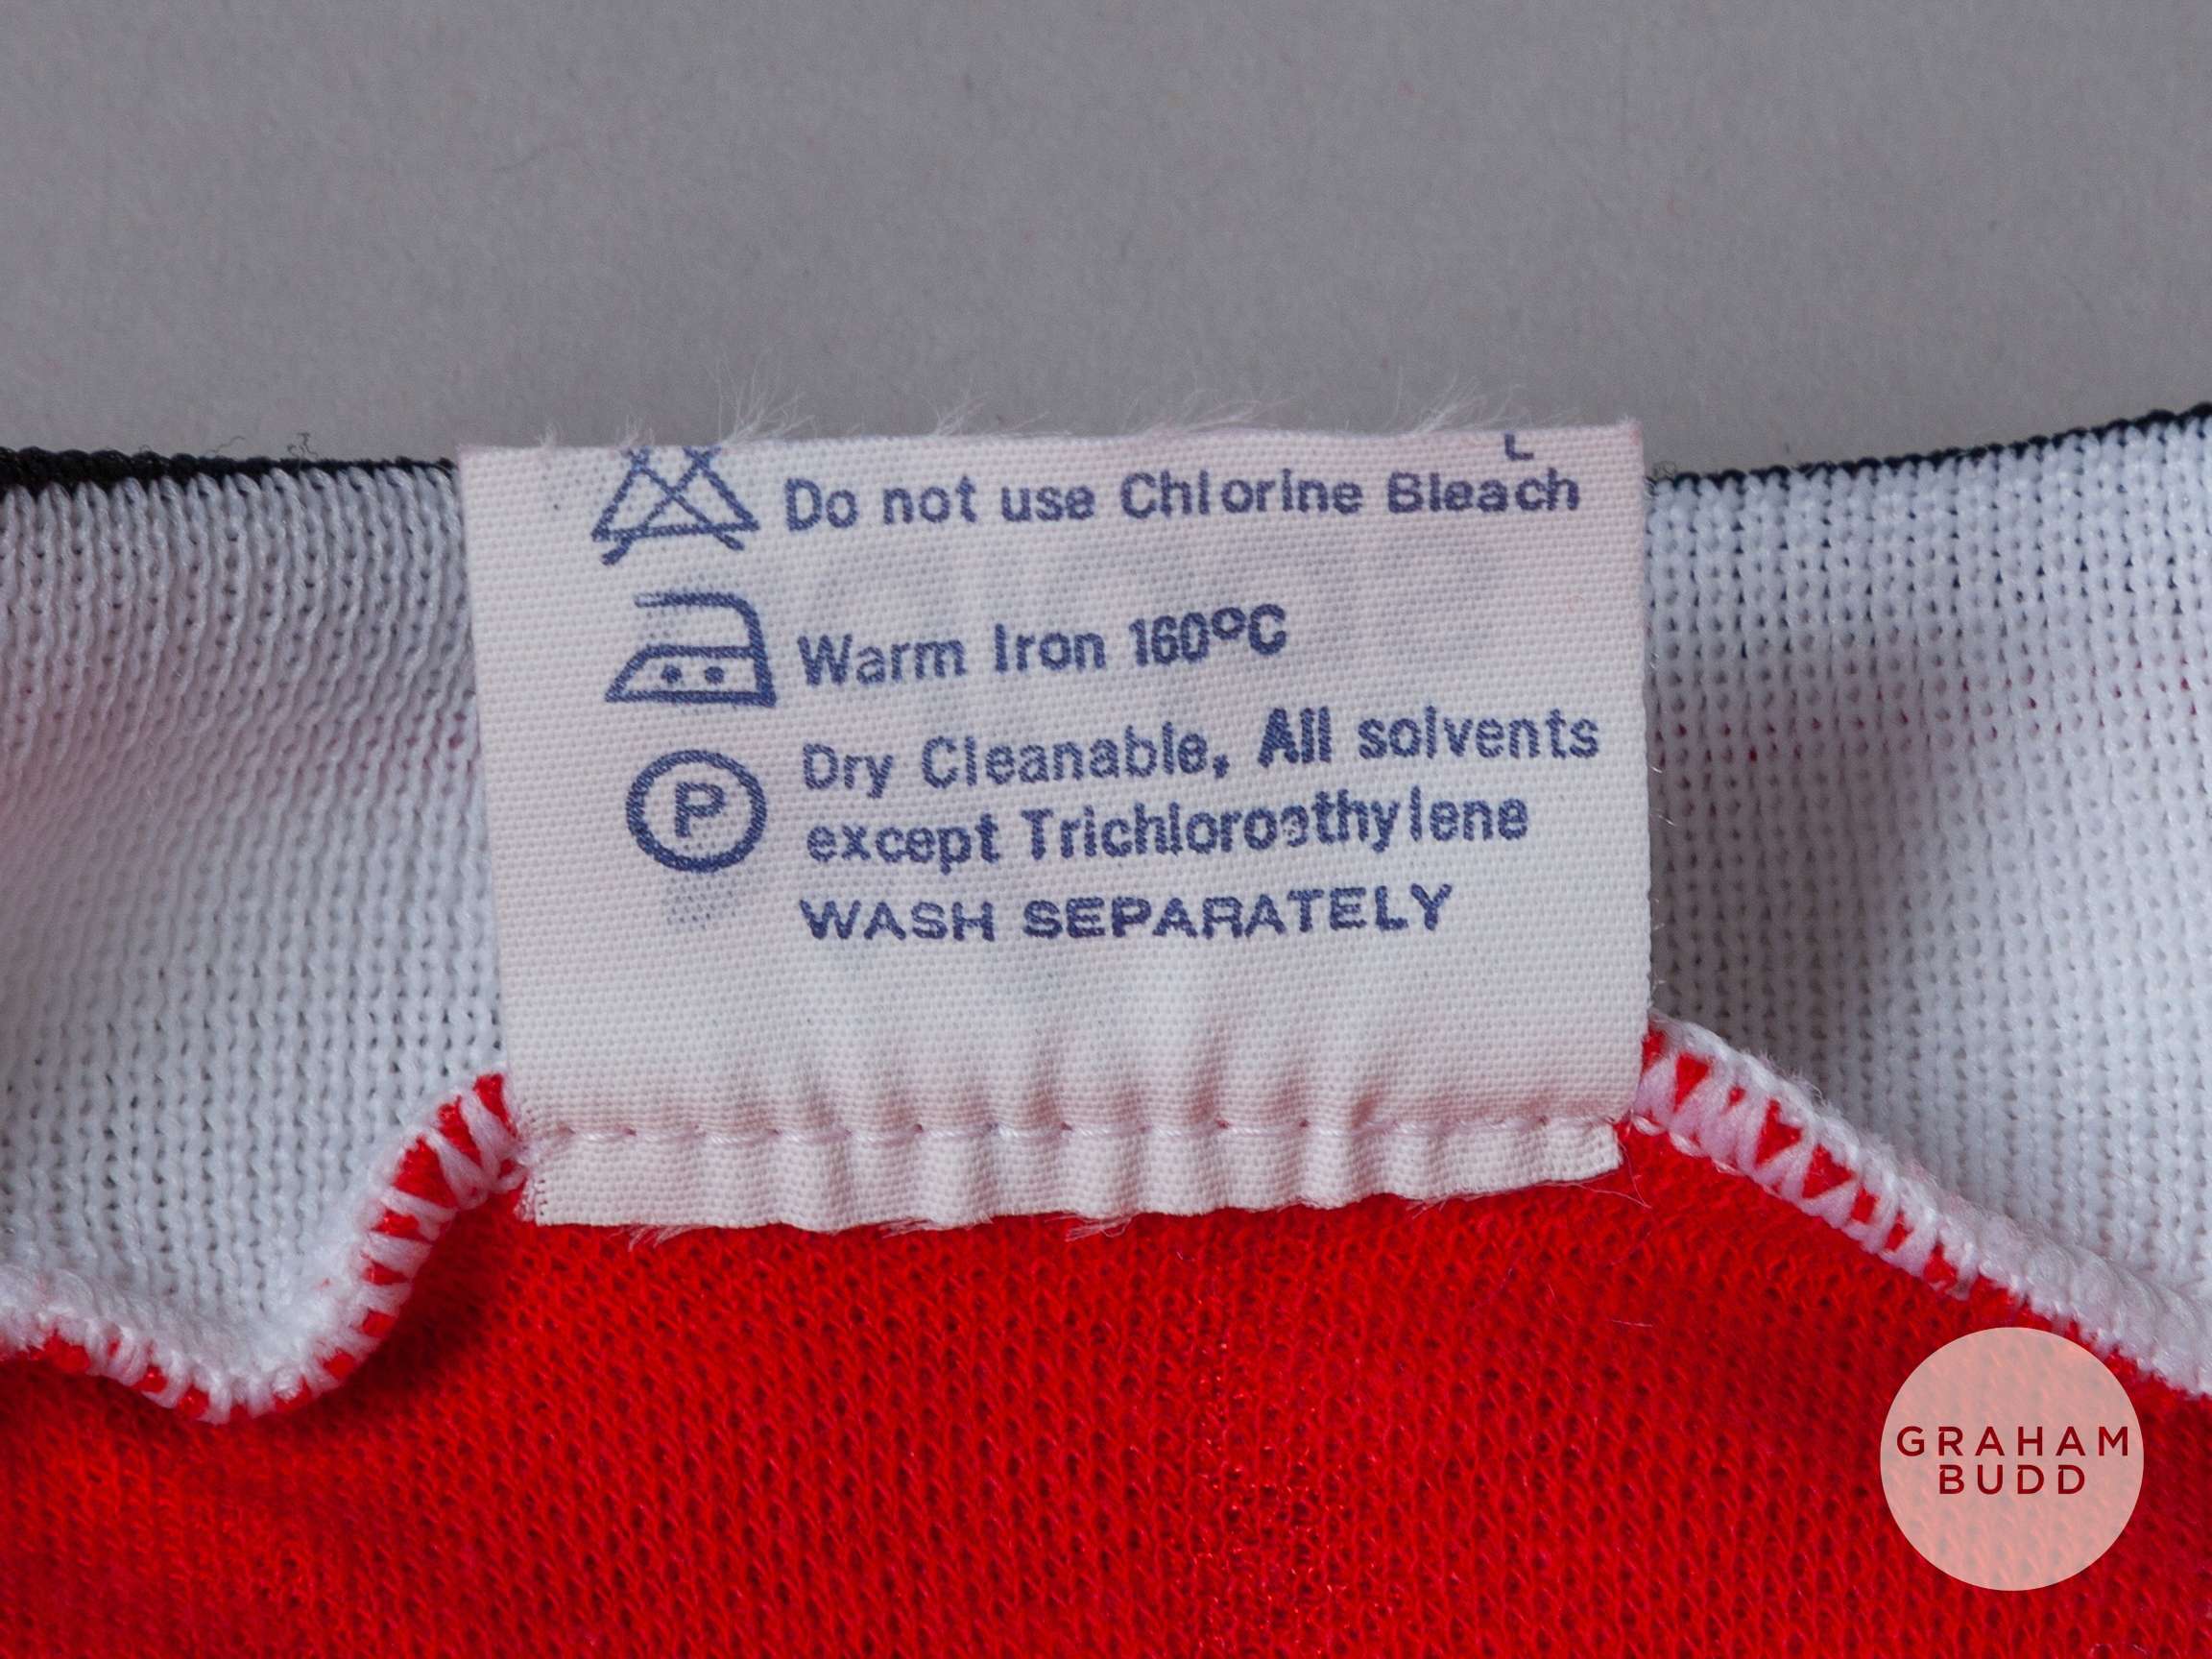 Do not use Chlorine Bleach
Warm Iron 160°C
P
Dry Cleanable, All solvents
except Trichloroethylene
WASH SEPARATELY
GRAHAM
BUDD